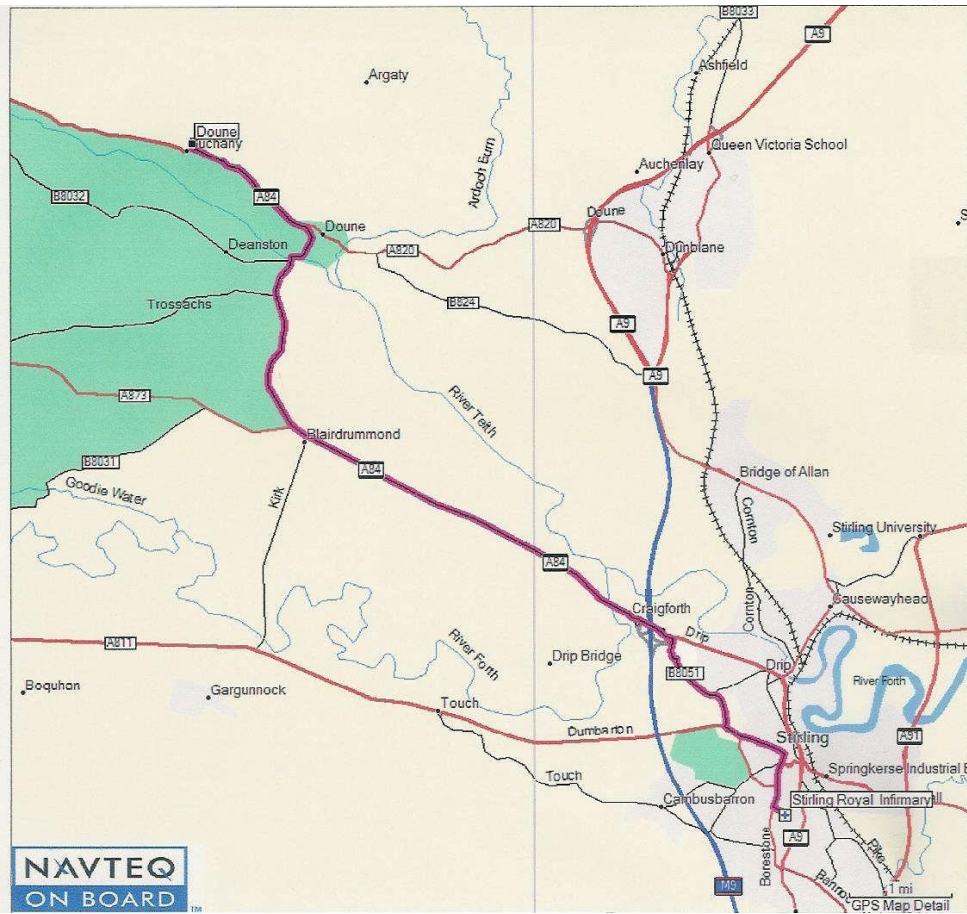 B8033
A9
Ashfield
Argaty
Doune
Buchany
Queen Victoria School
Auchenlay
Ardoch Burn
B8032
A84
Doune
Doune
A820
A820
Deanston
Dunblane
B824
Trossachs
A9
A9
A873
River Teith
Blairdrummond
B8031
A84
Bridge of Allan
Goodie Water
Kirk
Cornton
Stirling University
A84
Craigforth
Causewayhead
Cornton
Drip
River Forth
A811
Drip Bridge
Drip
B8051
River Forth
Boquhan
Gargunnock
Touch
Dumbarton
Stirling
A91
Touch
Springkerse Industrial E
Cambusbarron
Stirling Royal Infirmary
A9
Borestone
Pike
M9
1 mi
GPS Map Detail
NAVTEQ
ON BOARD
TM